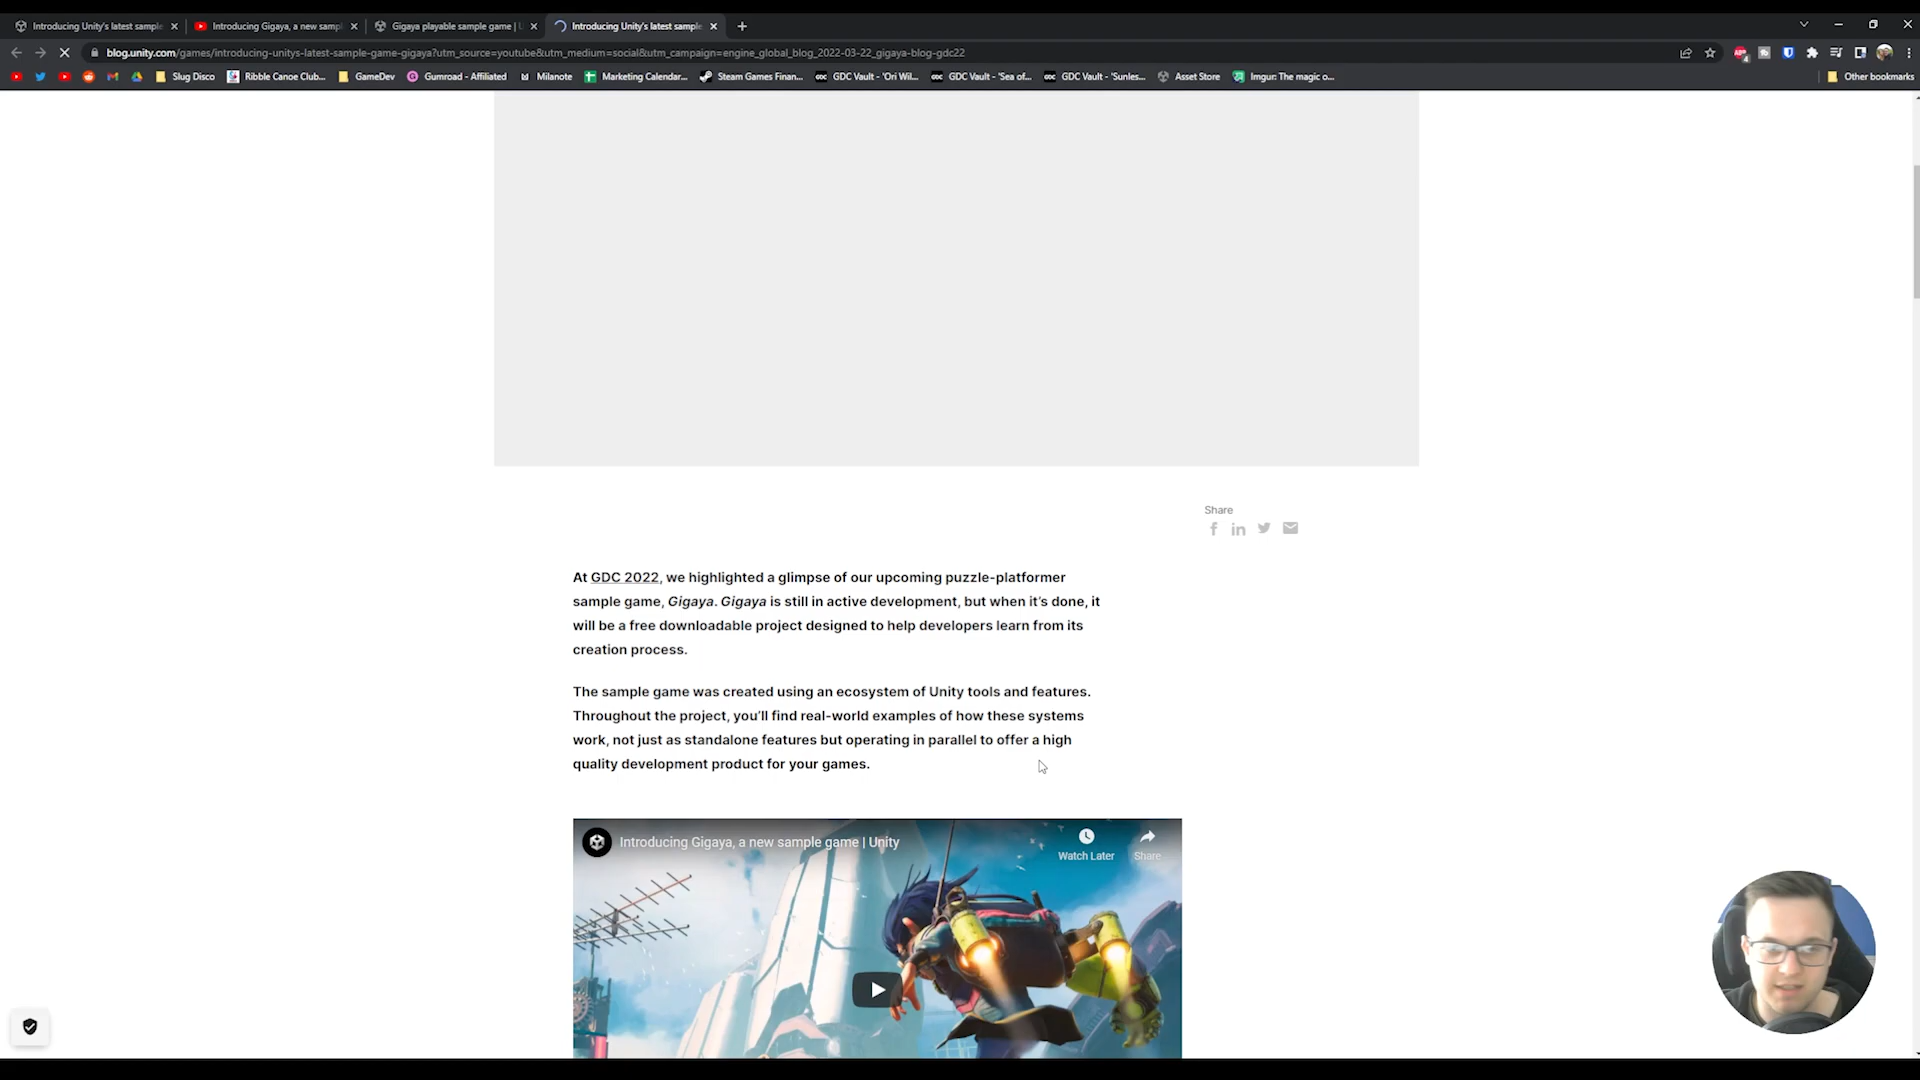 Introducing Unity's latest sample
Introducing Gigaya, a new samp
Gigaya playable sample game | U
Introducing Unity's latest sample
blog.unity.com/games/introducing-unitys-latest-sample-game-gigaya?utm_source=youtube&utm_medium=social&utm_campaign=engine_global_blog_2022-03-22_gigaya-blog-gdc22
Slug Disco
Ribble Canoe Club...
GameDev
Gumroad - Affiliated
Milanote
Marketing Calendar...
Steam Games Finan...
GDC Vault - 'Ori Wil...
GDC Vault - 'Sea of...
GDC Vault - 'Sunles...
Asset Store
Imgur: The magic o...
Other bookmarks
Share
At GDC 2022, we highlighted a glimpse of our upcoming puzzle-platformer
sample game, Gigaya. Gigaya is still in active development, but when it's done, it
will be a free downloadable project designed to help developers learn from its
creation process.
The sample game was created using an ecosystem of Unity tools and features.
Throughout the project, you'll find real-world examples of how these systems
work, not just as standalone features but operating in parallel to offer a high
quality development product for your games.
Introducing Gigaya, a new sample game | Unity
Watch Later
Share